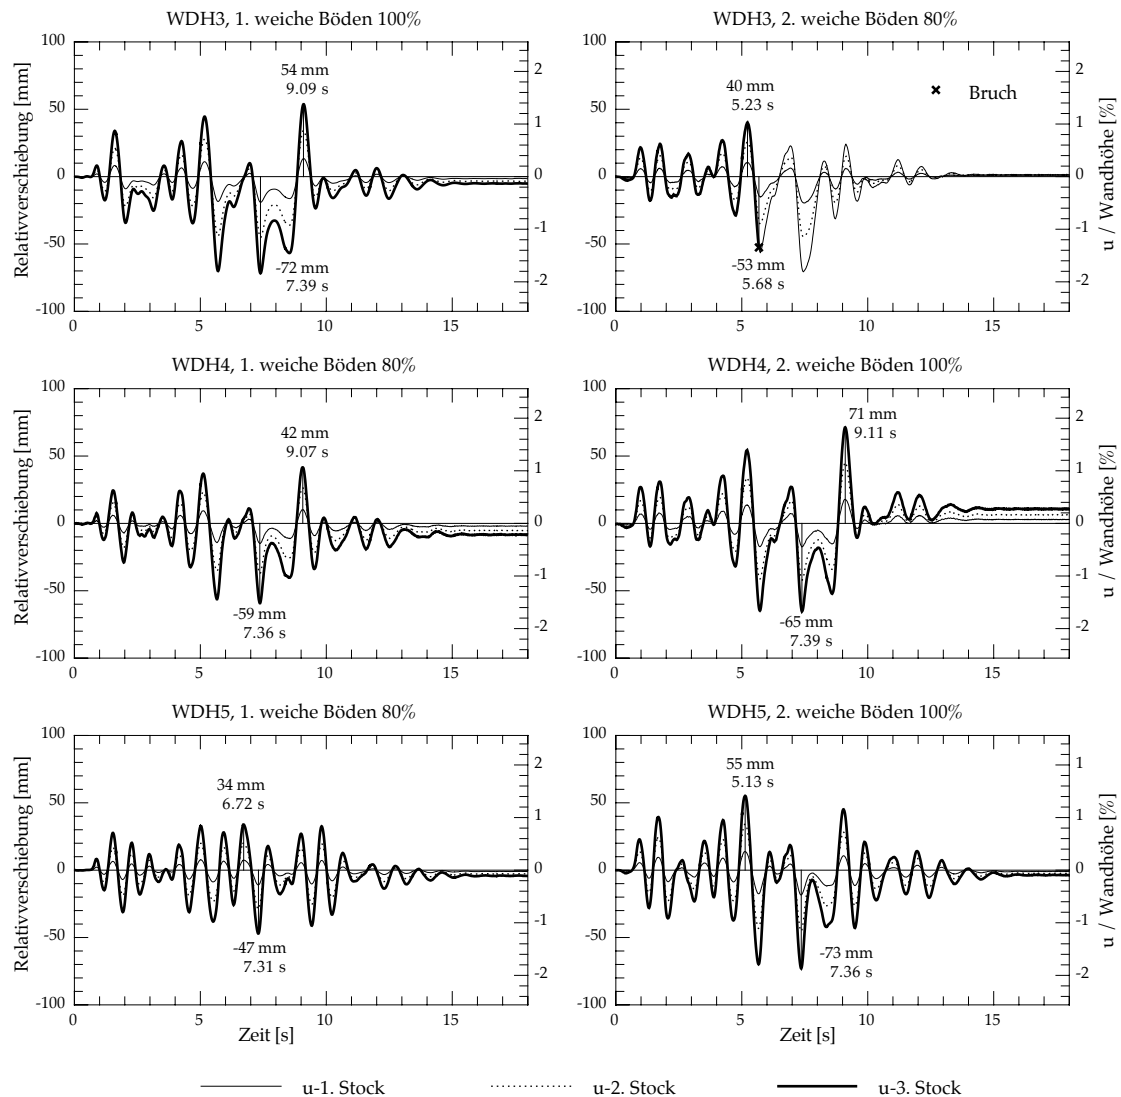 WDH3, 1. weiche Böden 100%
WDH3, 2. weiche Böden 80%
Relativverschiebung [mm]
100
50
0
-50
-100
54 mm
9.09 s
-72 mm
7.39 s
2
1
0
-1
-2
0
5
10
15
100
50
0
-50
-100
40 mm
5.23 s
Bruch
-53 mm
5.68 s
2
1
0
-1
-2
u / Wandhöhe [%]
0
5
10
15
WDH4, 1. weiche Böden 80%
WDH4, 2. weiche Böden 100%
Relativverschiebung [mm]
100
50
0
-50
-100
42 mm
9.07 s
-59 mm
7.36 s
2
1
0
-1
-2
0
5
10
15
100
50
0
-50
-100
71 mm
9.11 s
-65 mm
7.39 s
2
1
0
-1
-2
u / Wandhöhe [%]
0
5
10
15
WDH5, 1. weiche Böden 80%
WDH5, 2. weiche Böden 100%
Relativverschiebung [mm]
100
50
0
-50
-100
34 mm
6.72 s
-47 mm
7.31 s
2
1
0
-1
-2
0
5
10
15
Zeit [s]
100
50
0
-50
-100
55 mm
5.13 s
-73 mm
7.36 s
1
1
0
-1
-2
u / Wandhöhe [%]
0
5
10
15
Zeit [s]
u-1. Stock
u-2. Stock
u-3. Stock